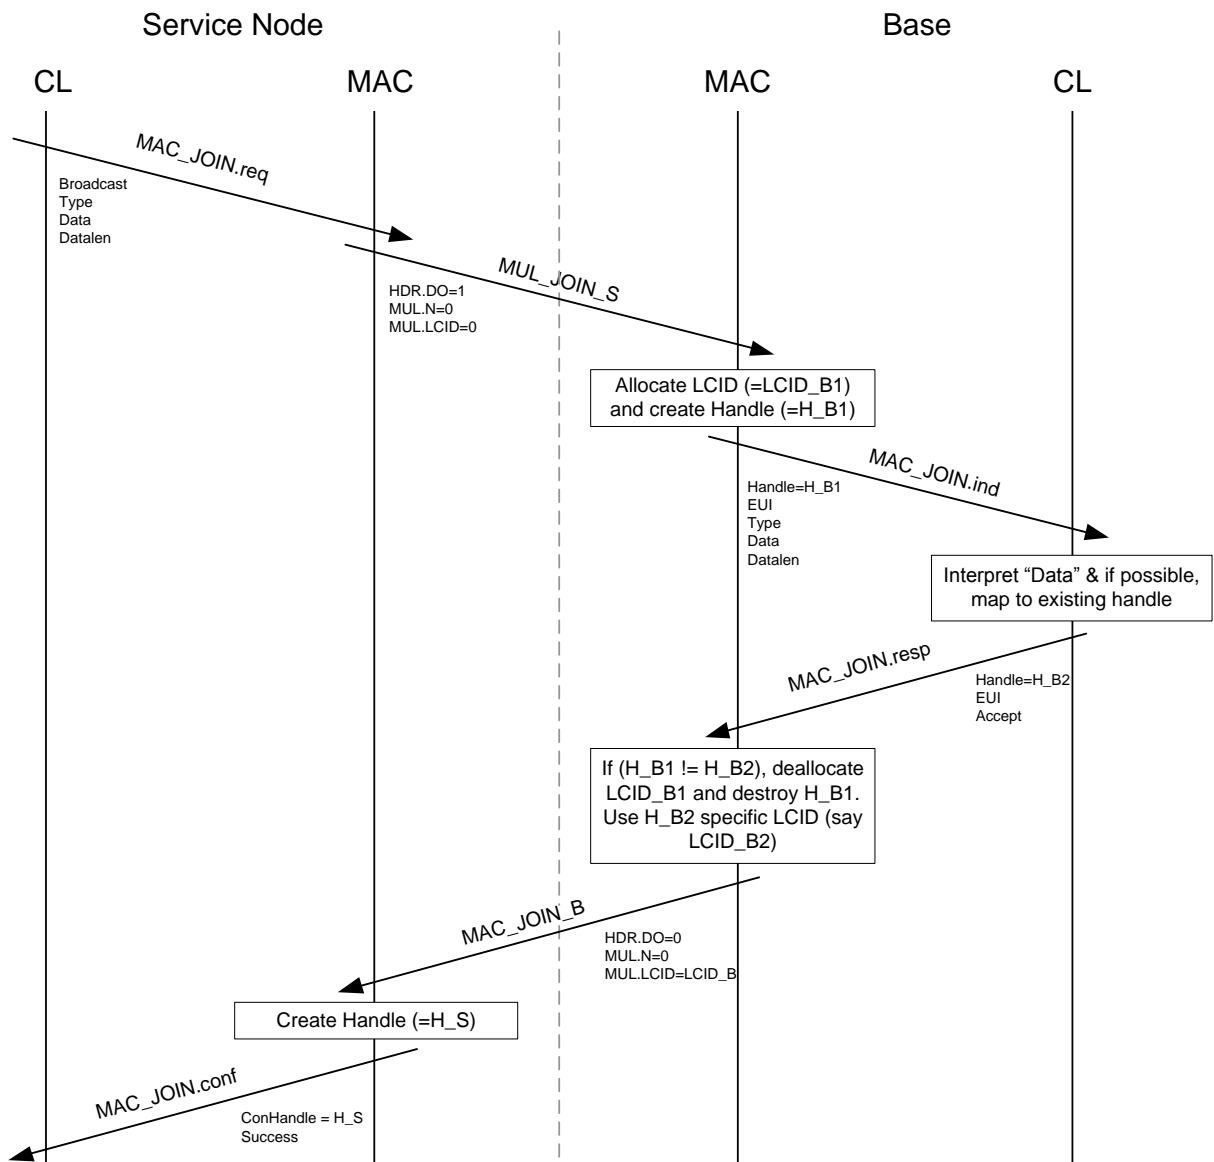 Service Node
Base
CL
MAC
MAC
CL
MAC_JOIN.req
Broadcast
Type
Data
Datalen
MUL_JOIN_S
HDR.DO=1
MUL.N=0
MUL.LCID=0
Allocate LCID (=LCID_B1)
and create Handle (=H_B1)
MAC_JOIN.ind
Handle=H_B1
EUI
Type
Data
Datalen
Interpret “Data” & if possible,
map to existing handle
MAC_JOIN.resp
Handle=H_B2
EUI
Accept
If (H_B1 != H_B2), deallocate
LCID_B1 and destroy H_B1.
Use H_B2 specific LCID (say
LCID_B2)
MAC_JOIN_B
HDR.DO=0
MUL.N=0
MUL.LCID=LCID_B
Create Handle (=H_S)
MAC_JOIN.conf
ConHandle = H_S
Success